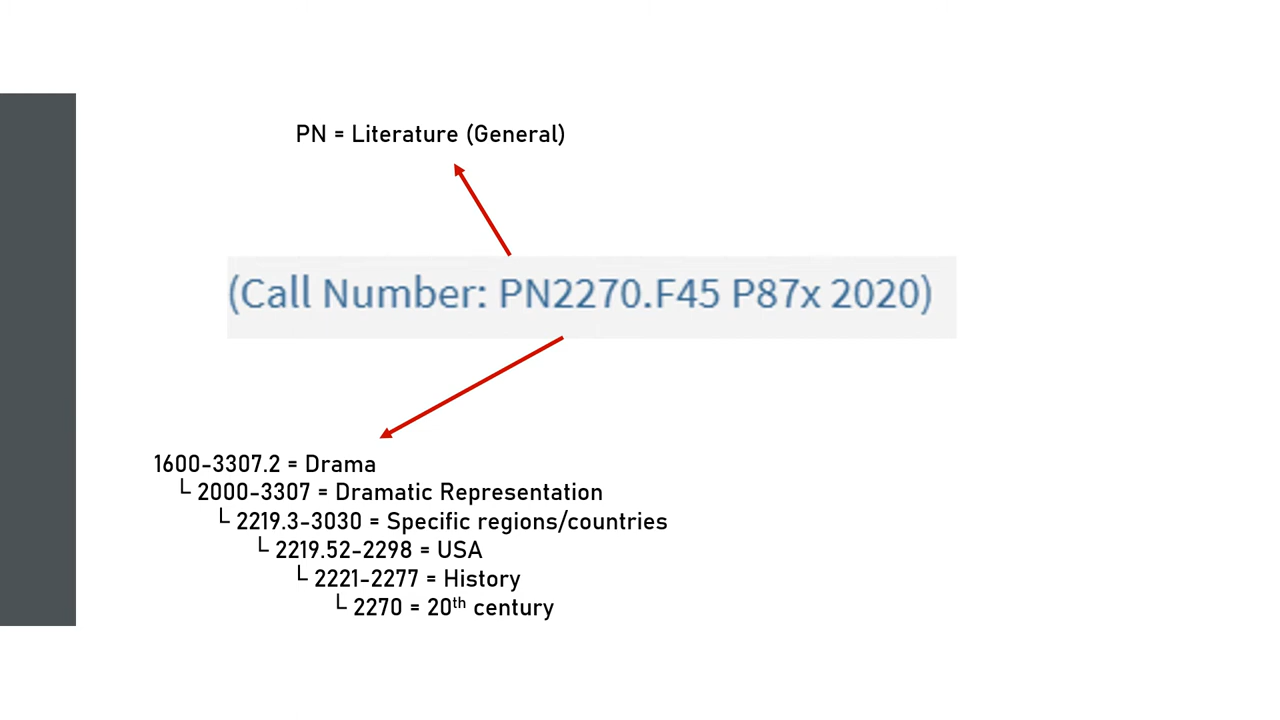 PN = Literature (General)
(Call Number: PN2270.F45 P87x 2020)
1600-3307.2 = Drama
└ 2000-3307 = Dramatic Representation
└ 2219.3-3030 = Specific regions/countries
└ 2219.52-2298 = USA
└ 2221-2277 = History
└ 2270 = 20th century